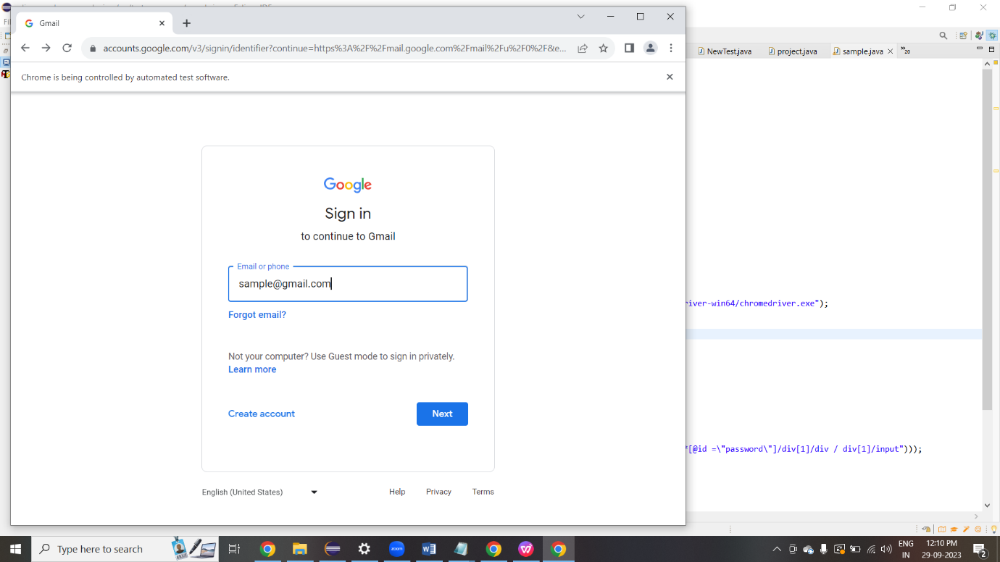 Gmail
accounts.google.com/v3/signin/identifier?continue=https%3A%2F%2Fmail.google.com%2Fmail%2Fu%2F0%2F&e...
NewTest.java
project.java
sample.java
20
Chrome is being controlled by automated test software.
Google
Sign in
to continue to Gmail
Email or phone
sample@gmail.com
river-win64/chromedriver.exe");
Forgot email?
Not your computer? Use Guest mode to sign in privately.
Learn more
Create account
Next
*[@id =\"password\"]/div[1]/div / div[1]/input")));
English (United States)
Help
Privacy
Terms
Type here to search
zoom
ENG
IN
12:10 PM
29-09-2023
2